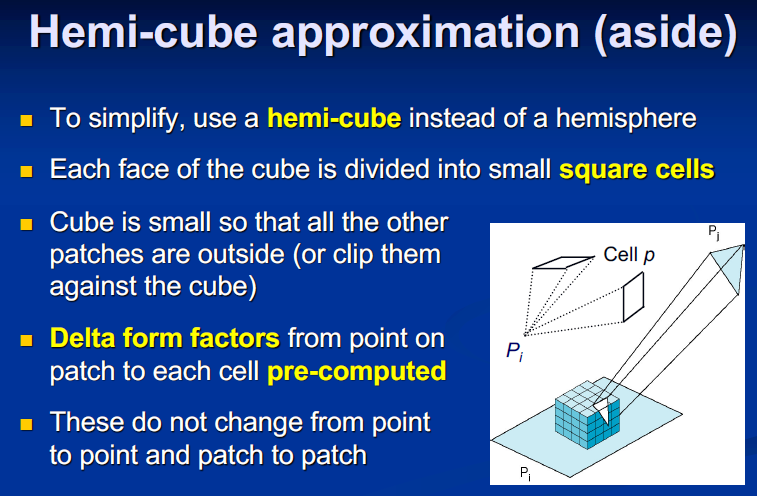 Hemi-cube approximation (aside)
To simplify, use a hemi-cube instead of a hemisphere
Each face of the cube is divided into small square cells
Cube is small so that all the other
patches are outside (or clip them
against the cube)
Delta form factors from point on
patch to each cell pre-computed
These do not change from point
to point and patch to patch
Pj
Cell p
Pi
Pi